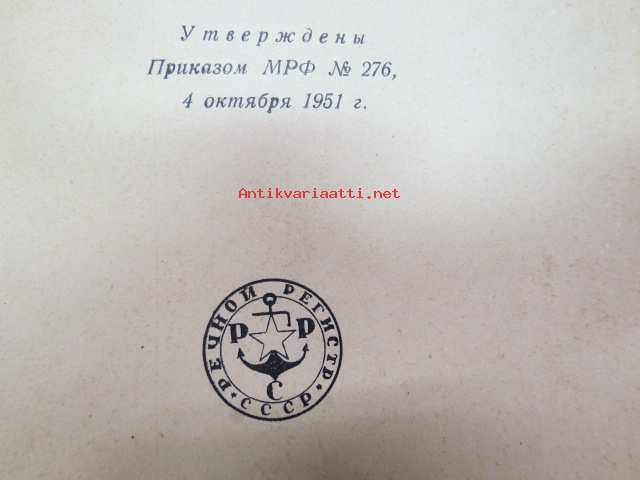 Утверждены
Приказом МРФ № 276,
4 октября 1951 г.
Antikvariaatti.net
РЕЧНОЙ РЕГИСТР
Р Р
С
* СССР *